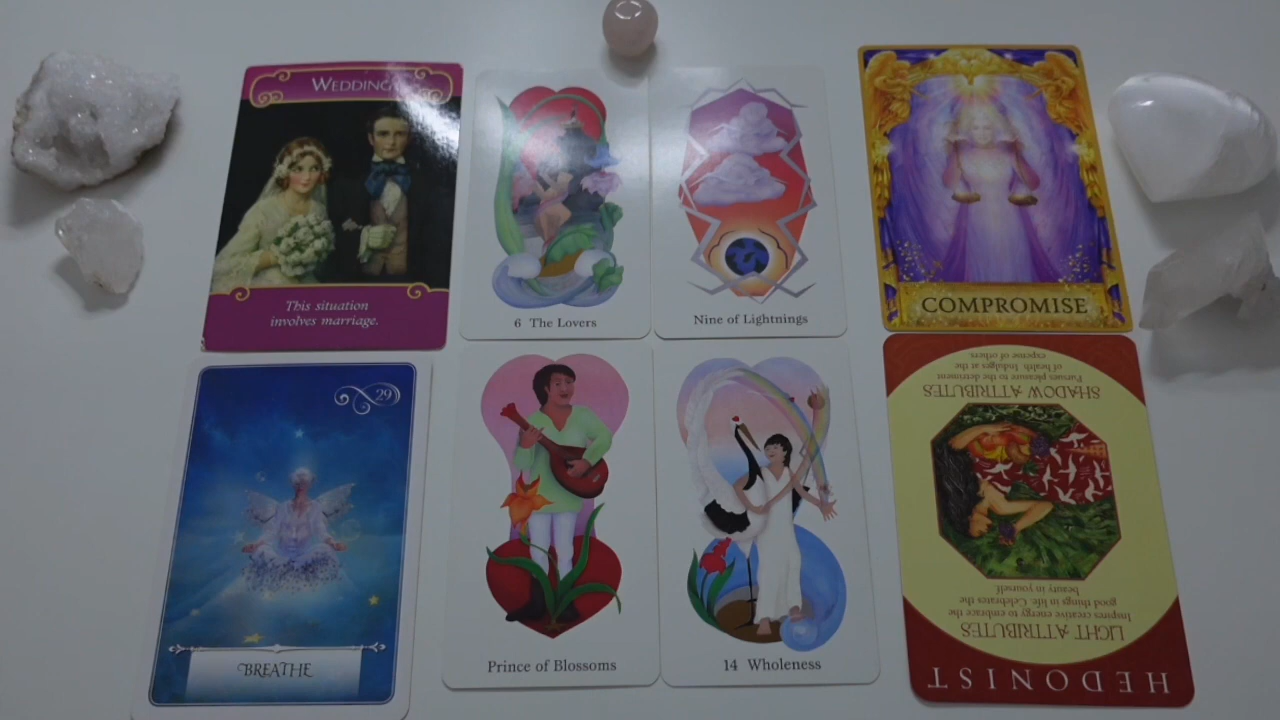 WEDDING
This situation
involves marriage.
6 The Lovers
Nine of Lightnings
COMPROMISE
29
BREATHE
Prince of Blossoms
14 Wholeness
HEDONIST
LIGHT ATTRIBUTES
Inspires creative energy to embrace the
good things in life. Celebrates the
beauty in yourself.
SHADOW ATTRIBUTES
Pursues pleasure to the detriment
of health. Indulges at the
expense of others.